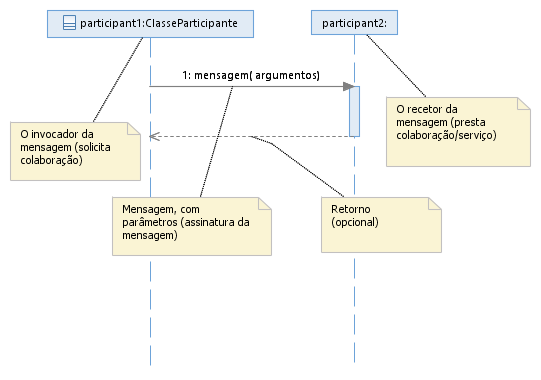 participant1:ClasseParticipante
participant2:
1: mensagem( argumentos)
O invocador da
mensagem (solicita
colaboração)
O recetor da
mensagem (presta
colaboração/serviço)
Mensagem, com
parâmetros (assinatura da
mensagem)
Retorno
(opcional)